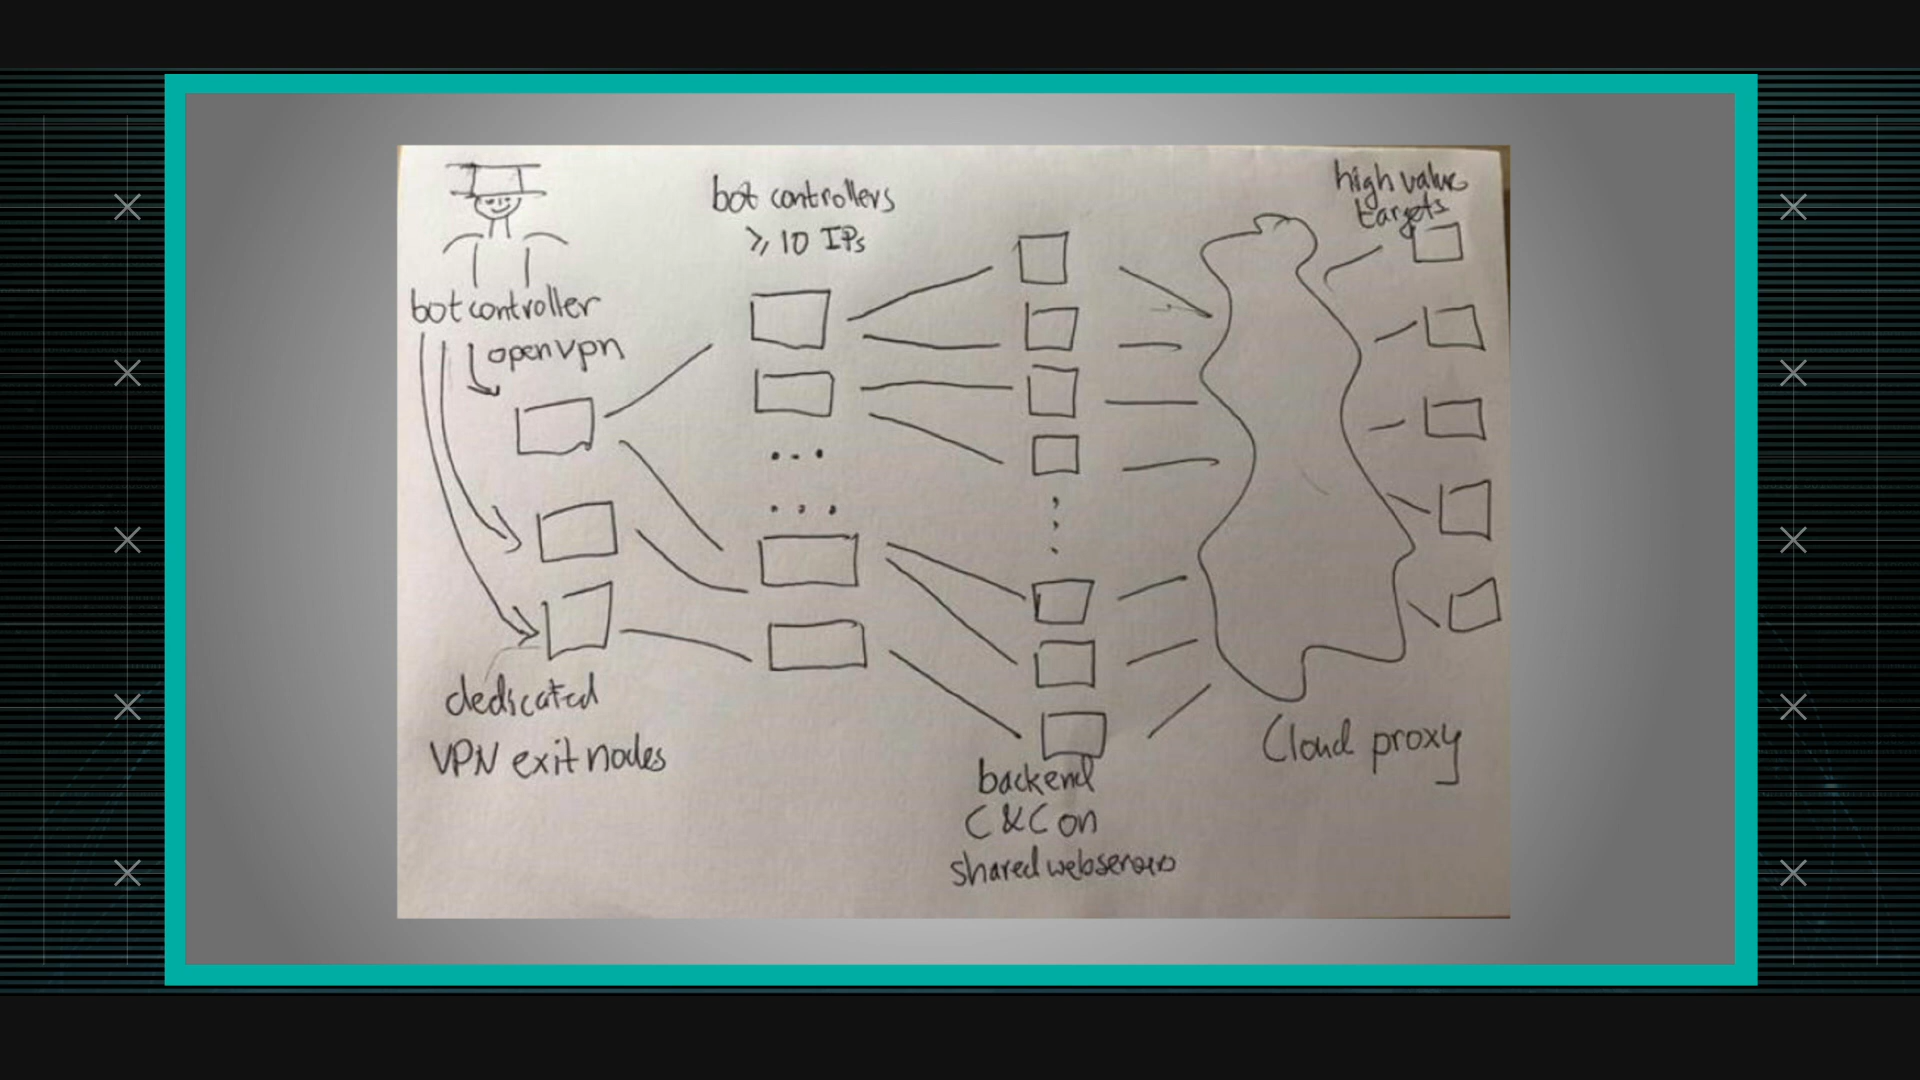 bot controllers
≥ 10 IPs
high value
targets
bot controller
openvpn
dedicated
VPN exit nodes
backend
C & C on
shared webservers
Cloud proxy